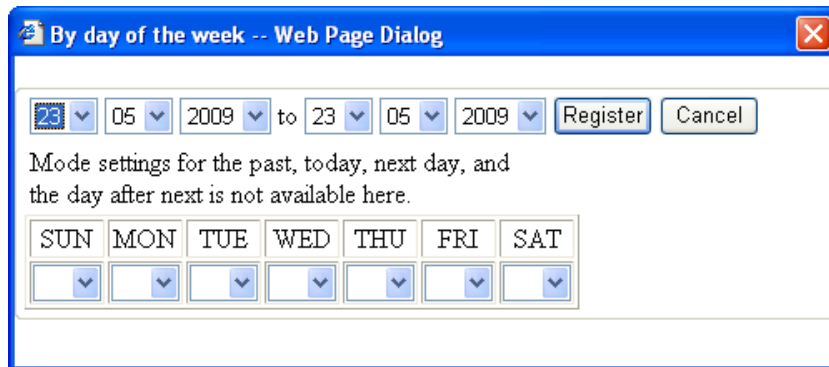 By day of the week -- Web Page Dialog
23 05 2009 to 23 05 2009 Register Cancel
Mode settings for the past, today, next day, and
the day after next is not available here.
SUN MON TUE WED THU FRI SAT